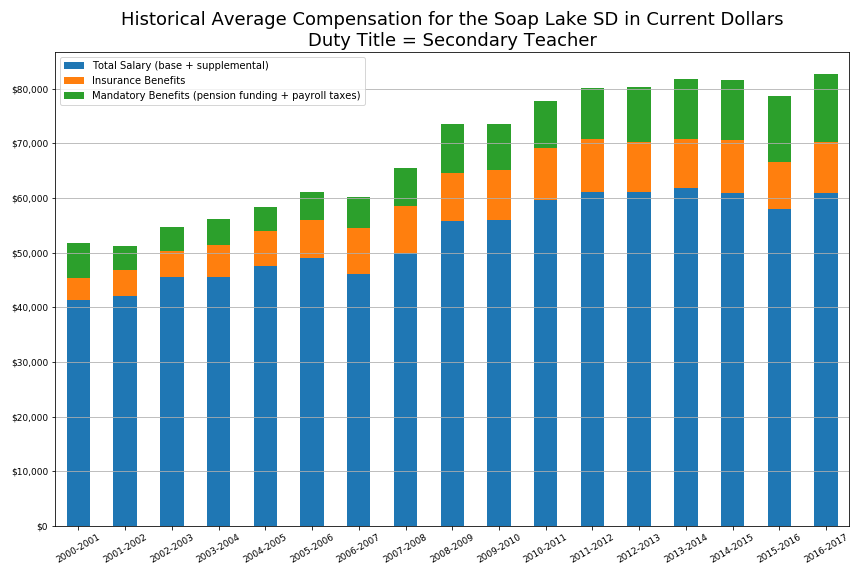 Historical Average Compensation for the Soap Lake SD in Current Dollars
Duty Title = Secondary Teacher
Total Salary (base + supplemental)
Insurance Benefits
Mandatory Benefits (pension funding + payroll taxes)
$80,000
$70,000
$60,000
$50,000
$40,000
$30,000
$20,000
$10,000
$0
2000-2001 2001-2002 2002-2003 2003-2004 2004-2005 2005-2006 2006-2007 2007-2008 2008-2009 2009-2010 2010-2011 2011-2012 2012-2013 2013-2014 2014-2015 2015-2016 2016-2017